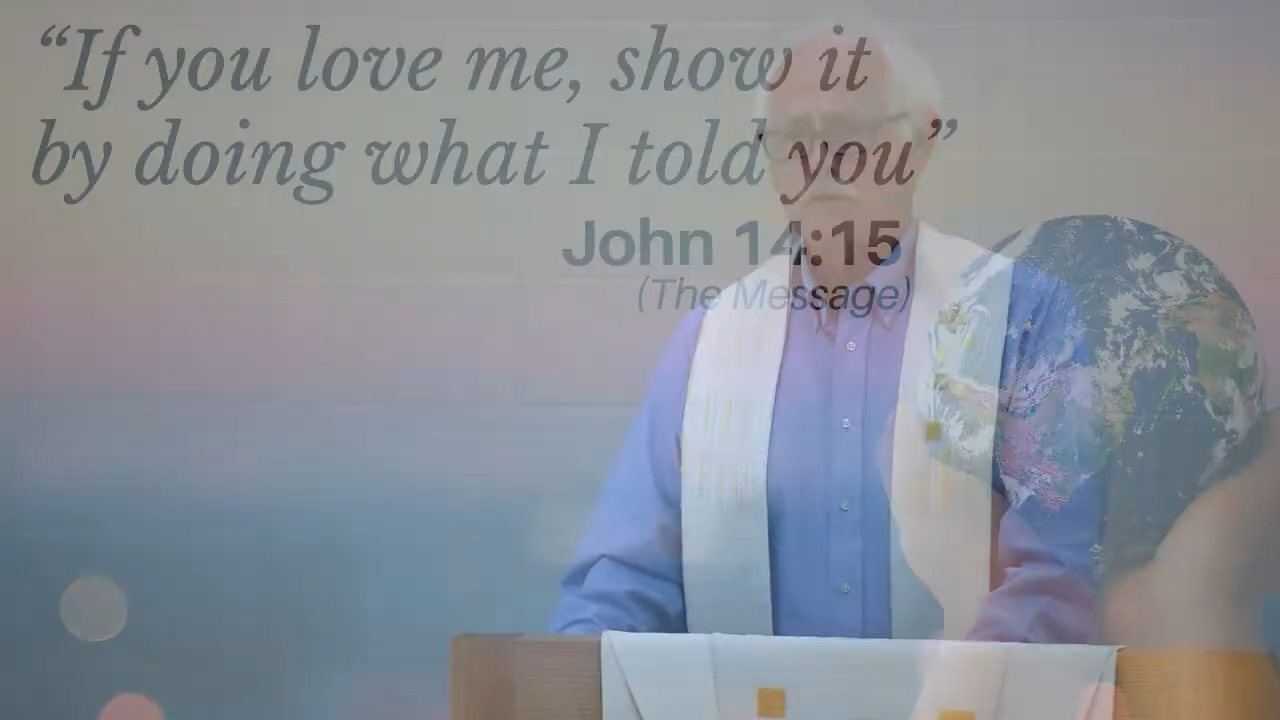 “If you love me, show it
by doing what I told you”
John 14:15
(The Message)